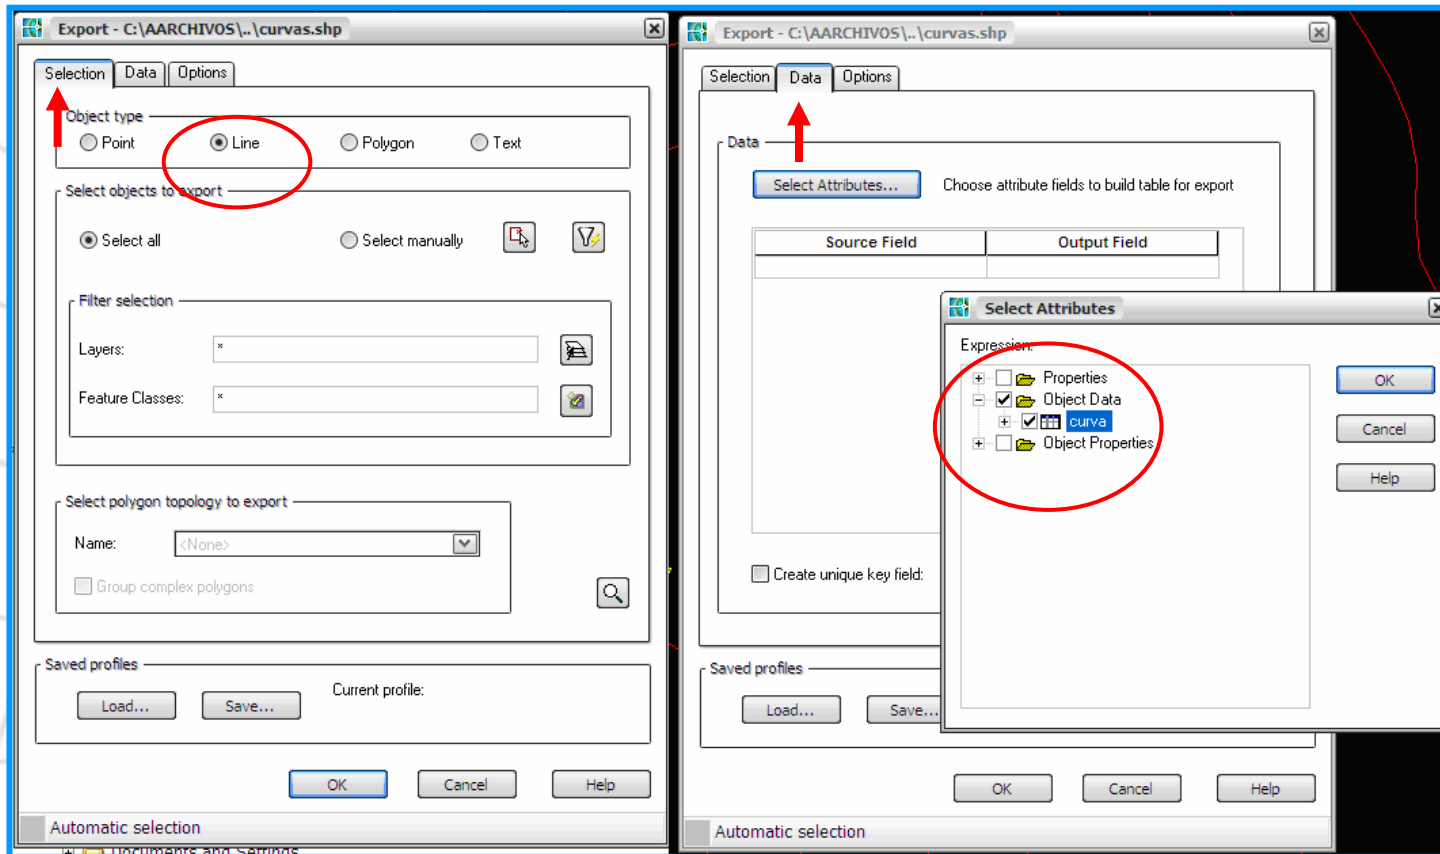 Export - C:\AARCHIVOS\..\curvas.shp
Selection Data Options
Object type
Point Line Polygon Text
Select objects to export
Select all Select manually
Filter selection
Layers: *
Feature Classes: *
Select polygon topology to export
Name: <None>
Group complex polygons
Saved profiles
Current profile:
Load... Save...
OK Cancel Help
Automatic selection
Documents and Settings
Export - C:\AARCHIVOS\..\curvas.shp
Selection Data Options
Data
Select Attributes... Choose attribute fields to build table for export
Source Field Output Field
Create unique key field:
Saved profiles
Load... Save...
OK Cancel Help
Automatic selection
Select Attributes
Expression:
Properties
Object Data
curva
Object Properties
OK
Cancel
Help